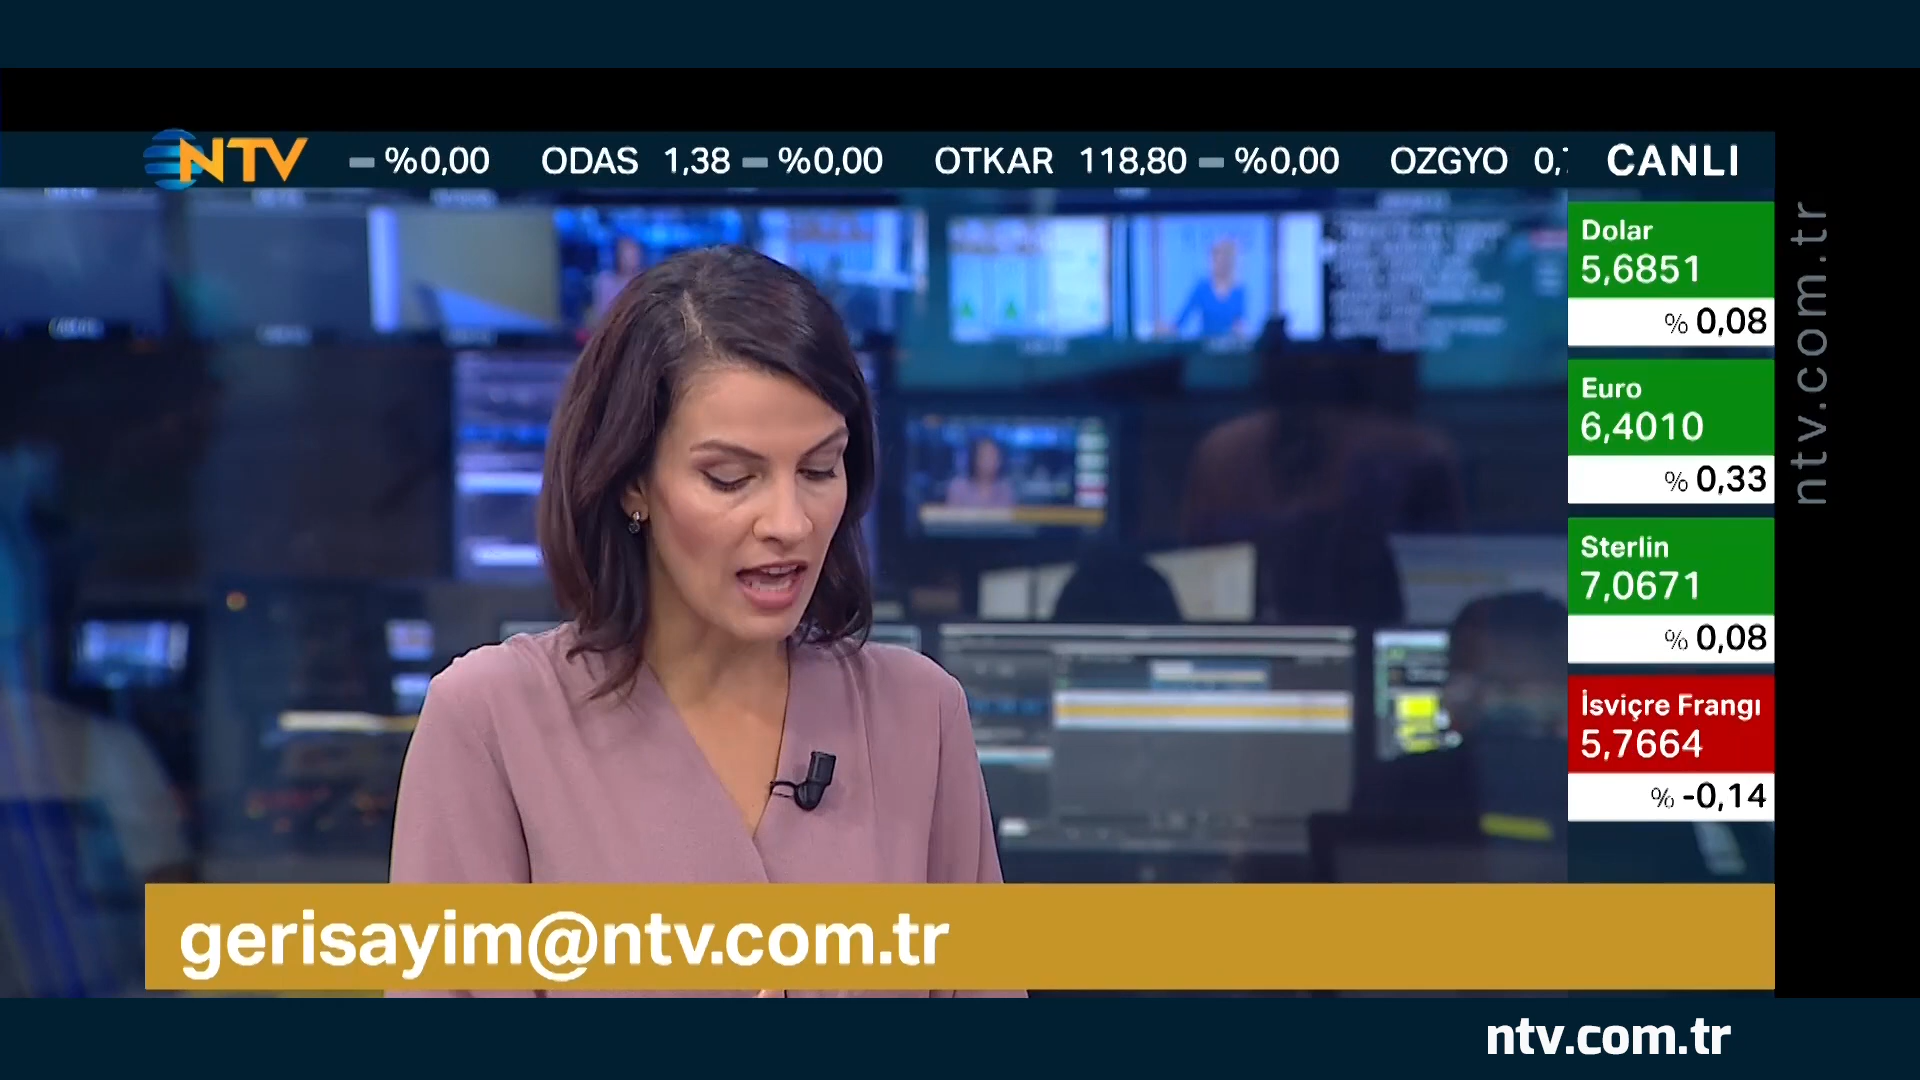 NTV
%0,00 ODAS 1,38 %0,00 OTKAR 118,80 %0,00 OZGYO
CANLI
Dolar
5,6851
% 0,08
Euro
6,4010
% 0,33
Sterlin
7,0671
% 0,08
İsviçre Frangı
5,7664
% -0,14
ntv.com.tr
gerisayim@ntv.com.tr
ntv.com.tr